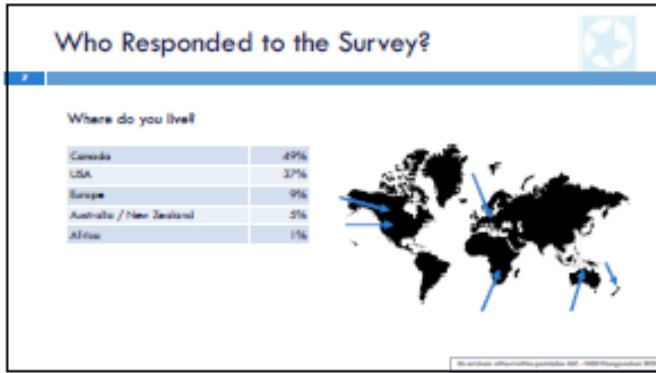 Who Responded to the Survey?
7
Where do you live?
Canada 49%
USA 37%
Europe 9%
Australia / New Zealand 5%
Africa 1%